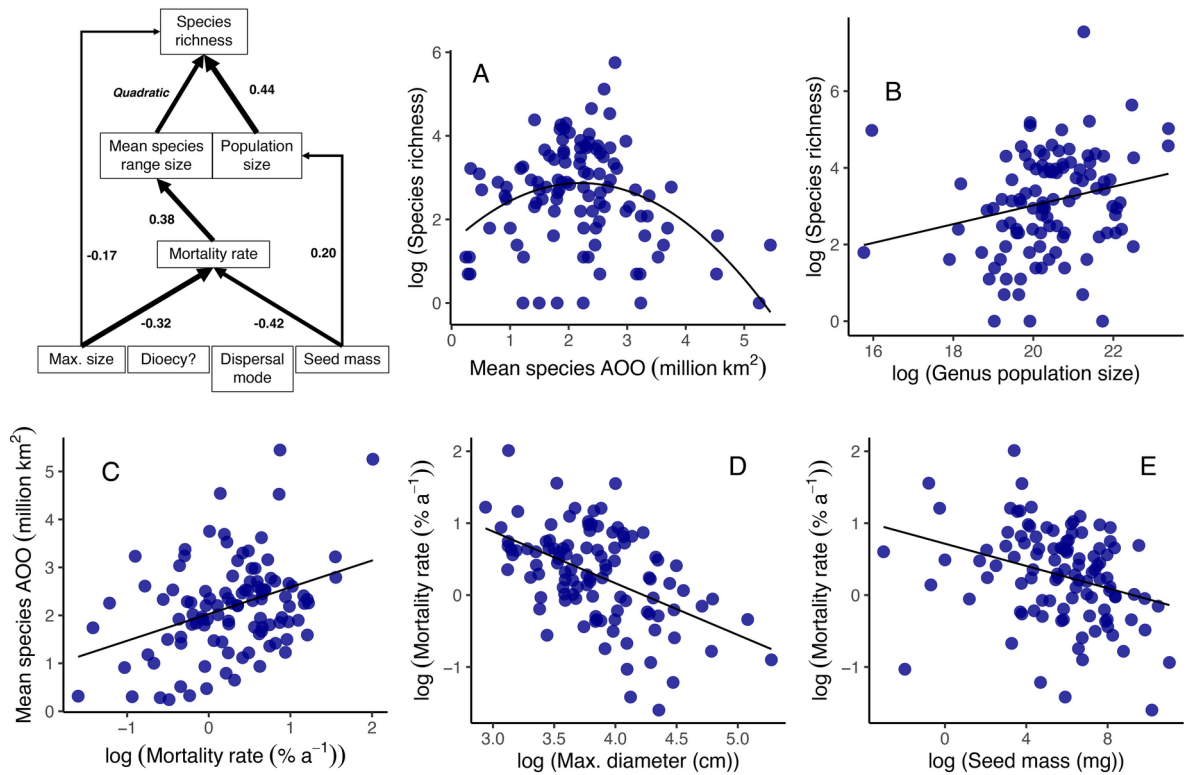 Species
richness
Quadratic
0.44
Mean species
range size
Population
size
0.38
-0.17
Mortality rate
0.20
-0.32
-0.42
Max. size
Dioecy?
Dispersal
mode
Seed mass
A
log (Species richness)
6
4
2
0
0 1 2 3 4 5
Mean species AOO (million km²)
B
log (Species richness)
6
4
2
0
16 18 20 22
log (Genus population size)
C
Mean species AOO (million km²)
5
4
3
2
1
0
−1 0 1 2
log (Mortality rate (% a⁻¹))
D
log (Mortality rate (% a⁻¹))
2
1
0
−1
3.0 3.5 4.0 4.5 5.0
log (Max. diameter (cm))
E
log (Mortality rate (% a⁻¹))
2
1
0
−1
0 4 8
log (Seed mass (mg))